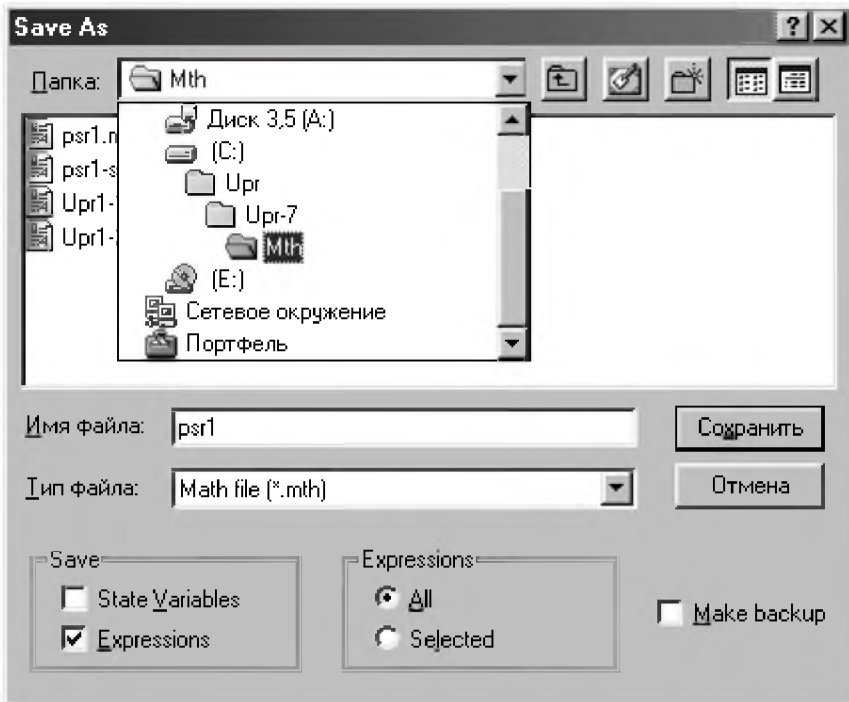 Save As
Папка: Mth
Диск 3,5 (A:)
(C:)
Upr
Upr-7
Mth
(E:)
Сетевое окружение
Портфель
psr1.
psr1-s
Upr1-
Upr1-
Имя файла: psr1
Сохранить
Тип файла: Math file (*.mth)
Отмена
Save
State Variables
Expressions
Expressions
All
Selected
Make backup